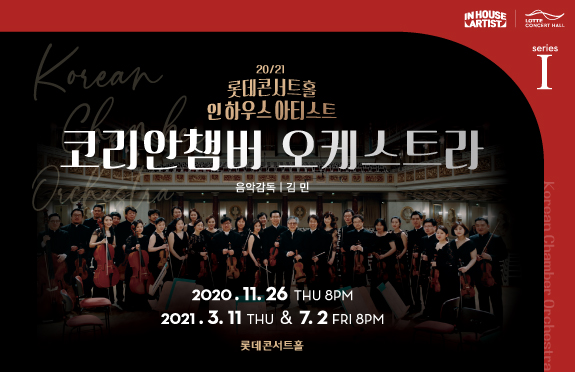 IN HOUSE
ARTIST
LOTTE
CONCERT HALL
series
I
20/21
롯데콘서트홀
인 하우스 아티스트
Korean
Chamber
Orchestra
코리안챔버 오케스트라
음악감독 | 김 민
2020. 11. 26 THU 8PM
2021. 3. 11 THU & 7. 2 FRI 8PM
롯데콘서트홀
Korean Chamber Orchestra